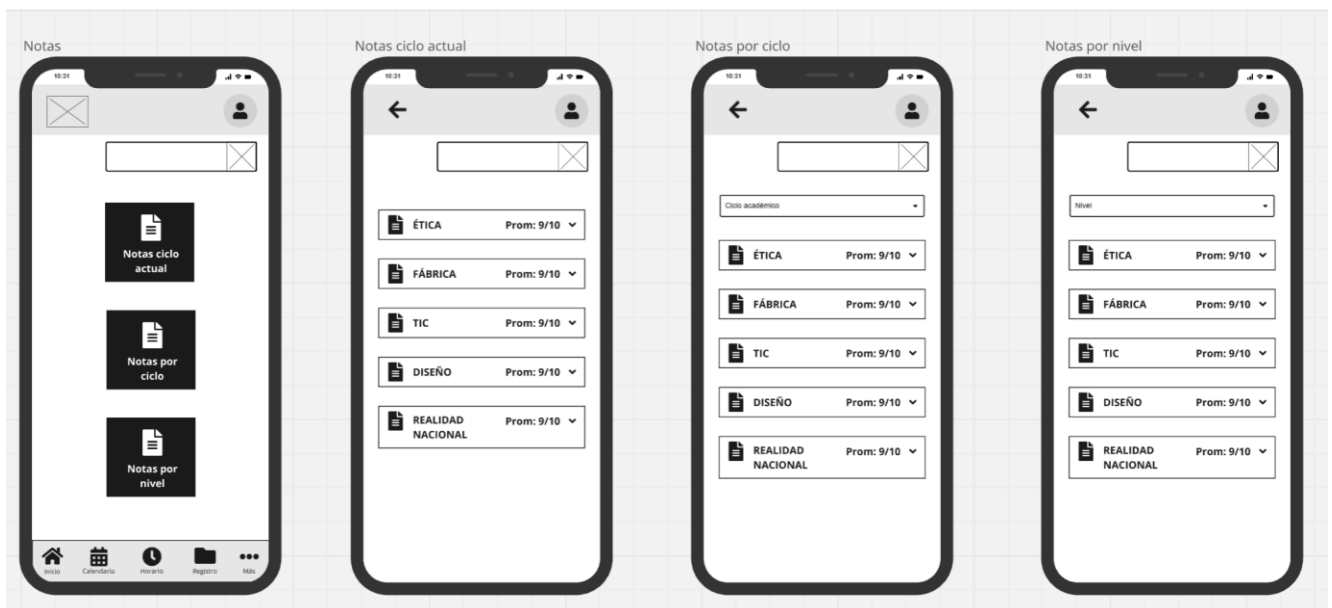 Notas
10:31
Notas ciclo
actual
Notas por
ciclo
Notas por
nivel
Inicio
Calendario
Horario
Registro
Más
Notas ciclo actual
10:31
ÉTICA Prom: 9/10
FÁBRICA Prom: 9/10
TIC Prom: 9/10
DISEÑO Prom: 9/10
REALIDAD Prom: 9/10
NACIONAL
Notas por ciclo
10:31
Ciclo académico
ÉTICA Prom: 9/10
FÁBRICA Prom: 9/10
TIC Prom: 9/10
DISEÑO Prom: 9/10
REALIDAD Prom: 9/10
NACIONAL
Notas por nivel
10:31
Nivel
ÉTICA Prom: 9/10
FÁBRICA Prom: 9/10
TIC Prom: 9/10
DISEÑO Prom: 9/10
REALIDAD Prom: 9/10
NACIONAL